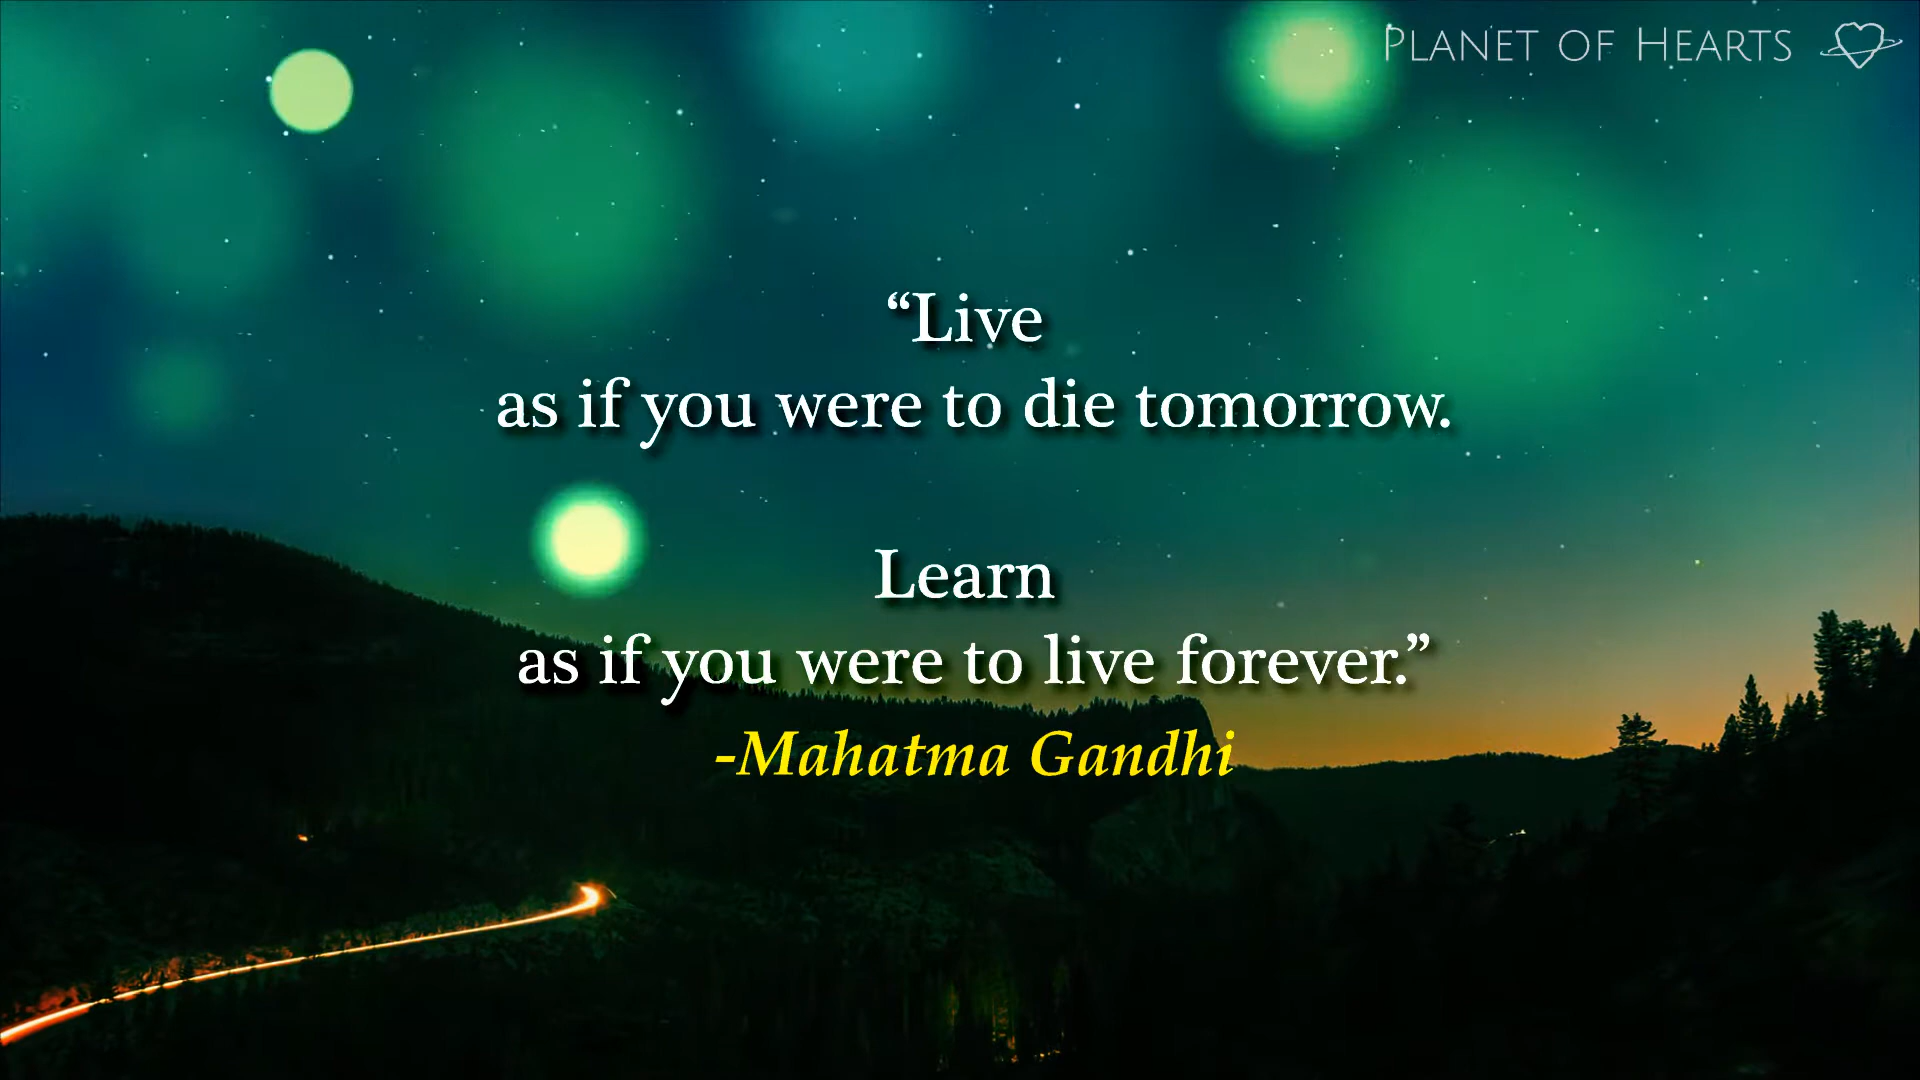 PLANET OF HEARTS
“Live
as if you were to die tomorrow.
Learn
as if you were to live forever.”
-Mahatma Gandhi